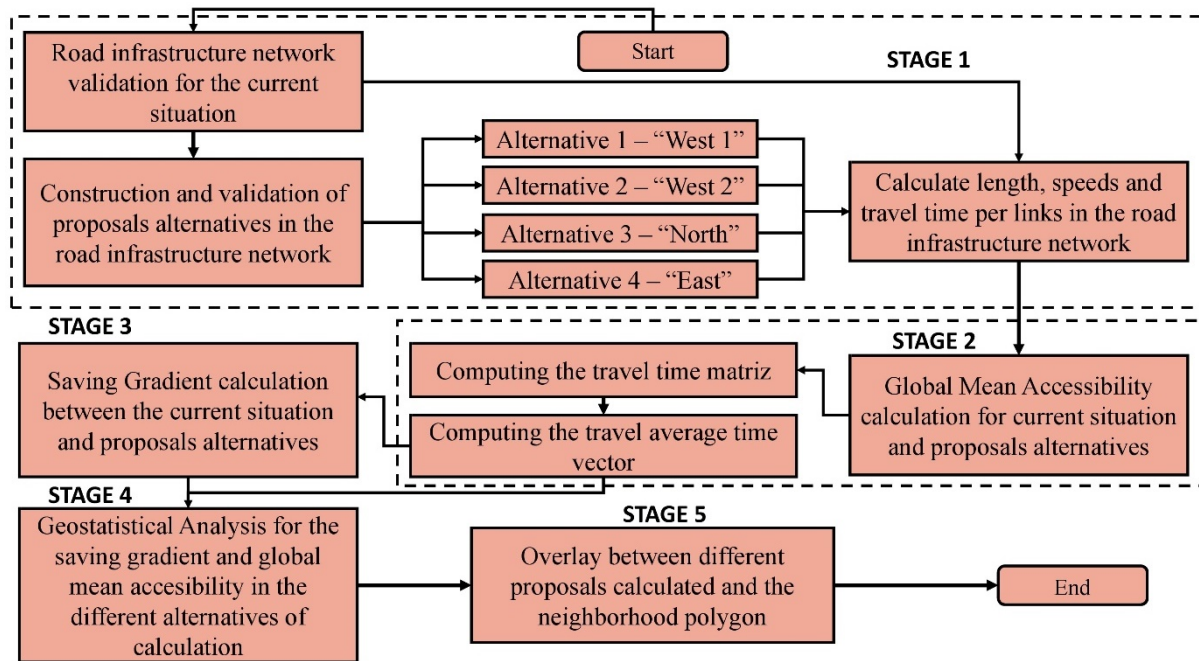 Start
STAGE 1
Road infrastructure network
validation for the current
situation
Construction and validation of
proposals alternatives in the
road infrastructure network
Alternative 1 – “West 1”
Alternative 2 – “West 2”
Alternative 3 – “North”
Alternative 4 – “East”
Calculate length, speeds and
travel time per links in the road
infrastructure network
STAGE 2
Global Mean Accessibility
calculation for current situation
and proposals alternatives
Computing the travel time matriz
Computing the travel average time
vector
STAGE 3
Saving Gradient calculation
between the current situation
and proposals alternatives
STAGE 4
Geostatistical Analysis for the
saving gradient and global
mean accesibility in the
different alternatives of
calculation
STAGE 5
Overlay between different
proposals calculated and the
neighborhood polygon
End